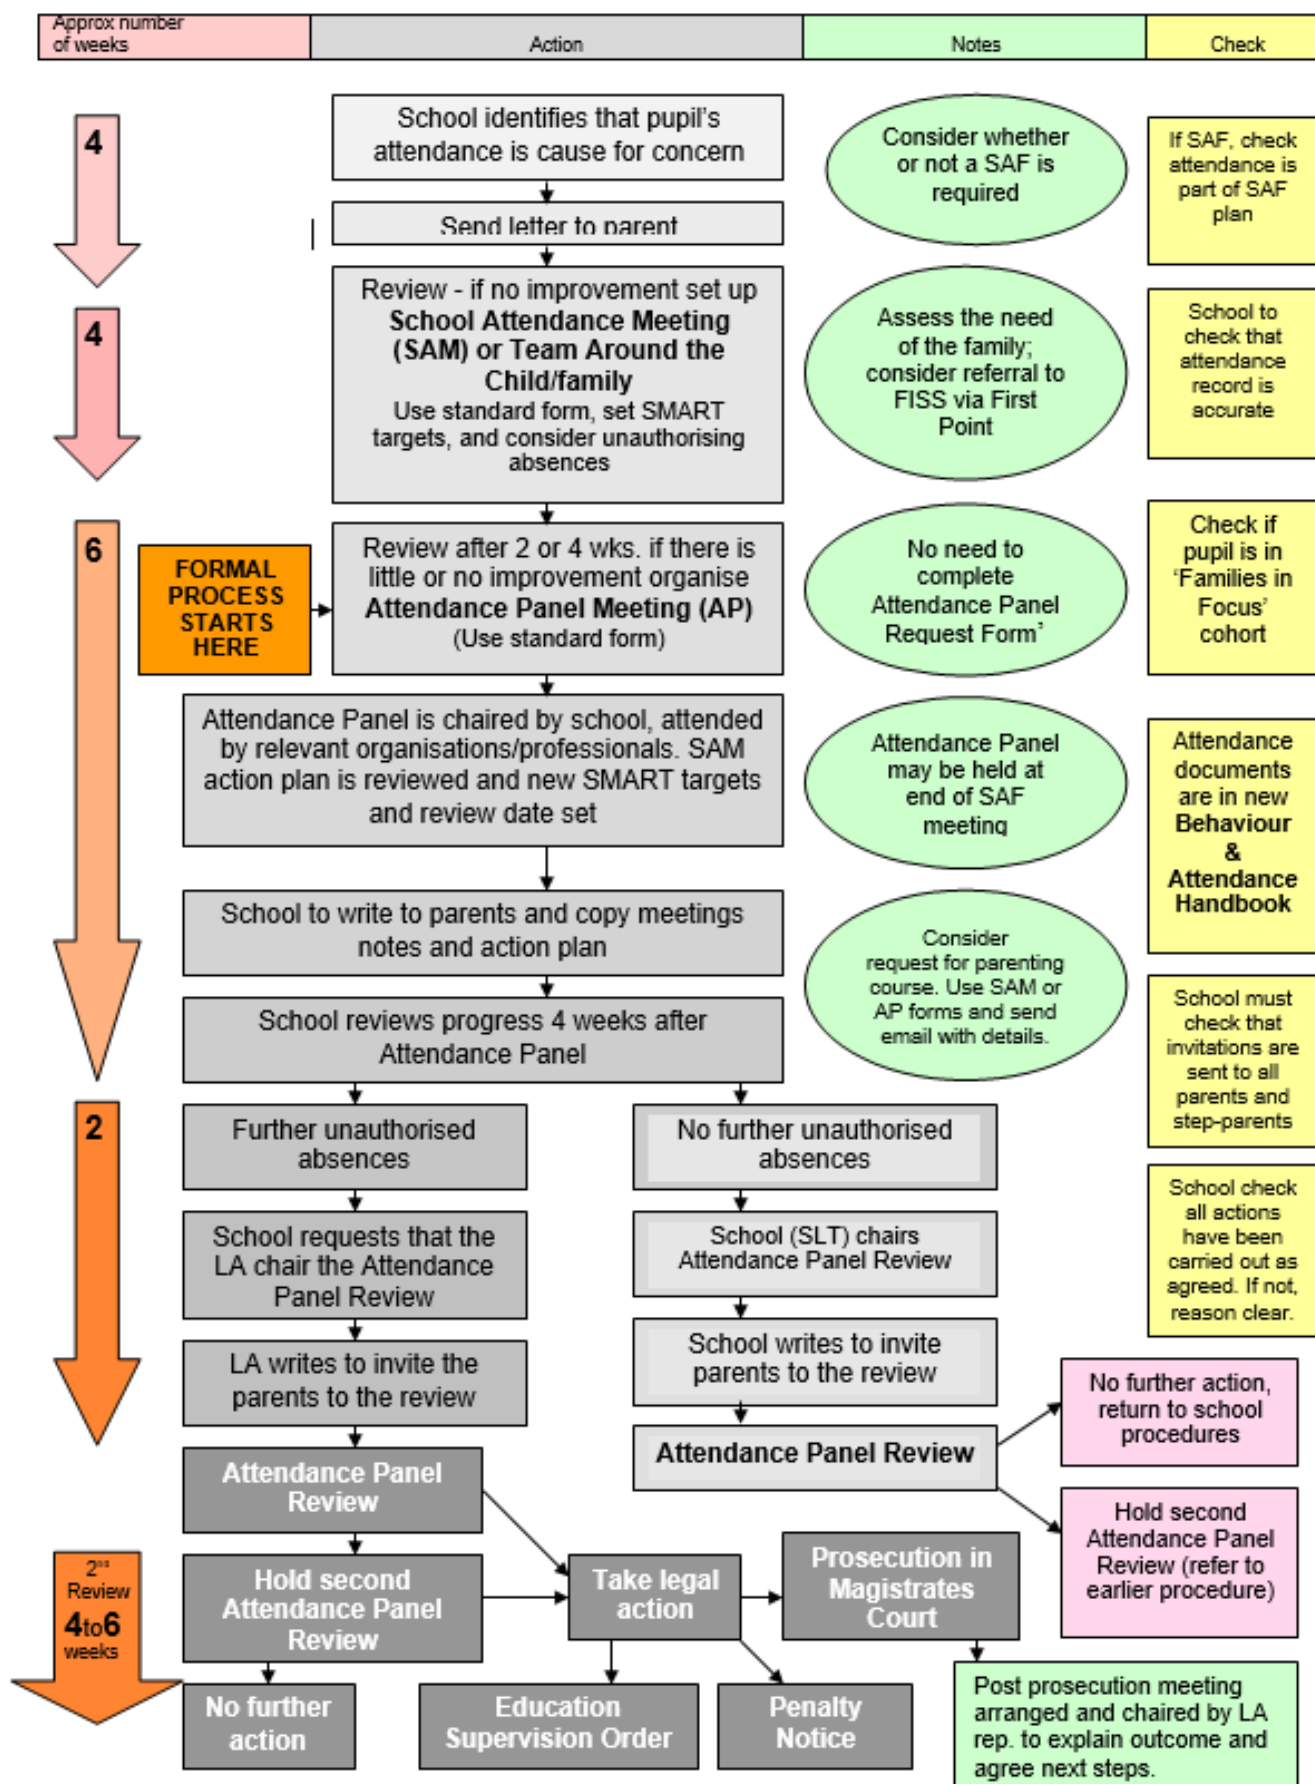 Approx number
of weeks
Action
Notes
Check
4
School identifies that pupil's
attendance is cause for concern
Consider whether
or not a SAF is
required
If SAF, check
attendance is
part of SAF
plan
Send letter to parent
4
Review - if no improvement set up
School Attendance Meeting
(SAM) or Team Around the
Child/family
Use standard form, set SMART
targets, and consider unauthorising
absences
Assess the need
of the family;
consider referral to
FISS via First
Point
School to
check that
attendance
record is
accurate
6
FORMAL
PROCESS
STARTS
HERE
Review after 2 or 4 wks. if there is
little or no improvement organise
Attendance Panel Meeting (AP)
(Use standard form)
No need to
complete
Attendance Panel
Request Form’
Check if
pupil is in
‘Families in
Focus’
cohort
Attendance Panel is chaired by school, attended
by relevant organisations/professionals. SAM
action plan is reviewed and new SMART targets
and review date set
Attendance Panel
may be held at
end of SAF
meeting
Attendance
documents
are in new
Behaviour
&
Attendance
Handbook
School to write to parents and copy meetings
notes and action plan
Consider
request for parenting
course. Use SAM or
AP forms and send
email with details.
School reviews progress 4 weeks after
Attendance Panel
School must
check that
invitations are
sent to all
parents and
step-parents
2
Further unauthorised
absences
No further unauthorised
absences
School requests that the
LA chair the Attendance
Panel Review
School (SLT) chairs
Attendance Panel Review
School check
all actions
have been
carried out as
agreed. If not,
reason clear.
LA writes to invite the
parents to the review
School writes to invite
parents to the review
Attendance Panel
Review
Attendance Panel Review
No further action,
return to school
procedures
Hold second
Attendance Panel
Review (refer to
earlier procedure)
2nd
Review
4to6
weeks
Hold second
Attendance Panel
Review
Take legal
action
Prosecution in
Magistrates
Court
No further
action
Education
Supervision Order
Penalty
Notice
Post prosecution meeting
arranged and chaired by LA
rep. to explain outcome and
agree next steps.